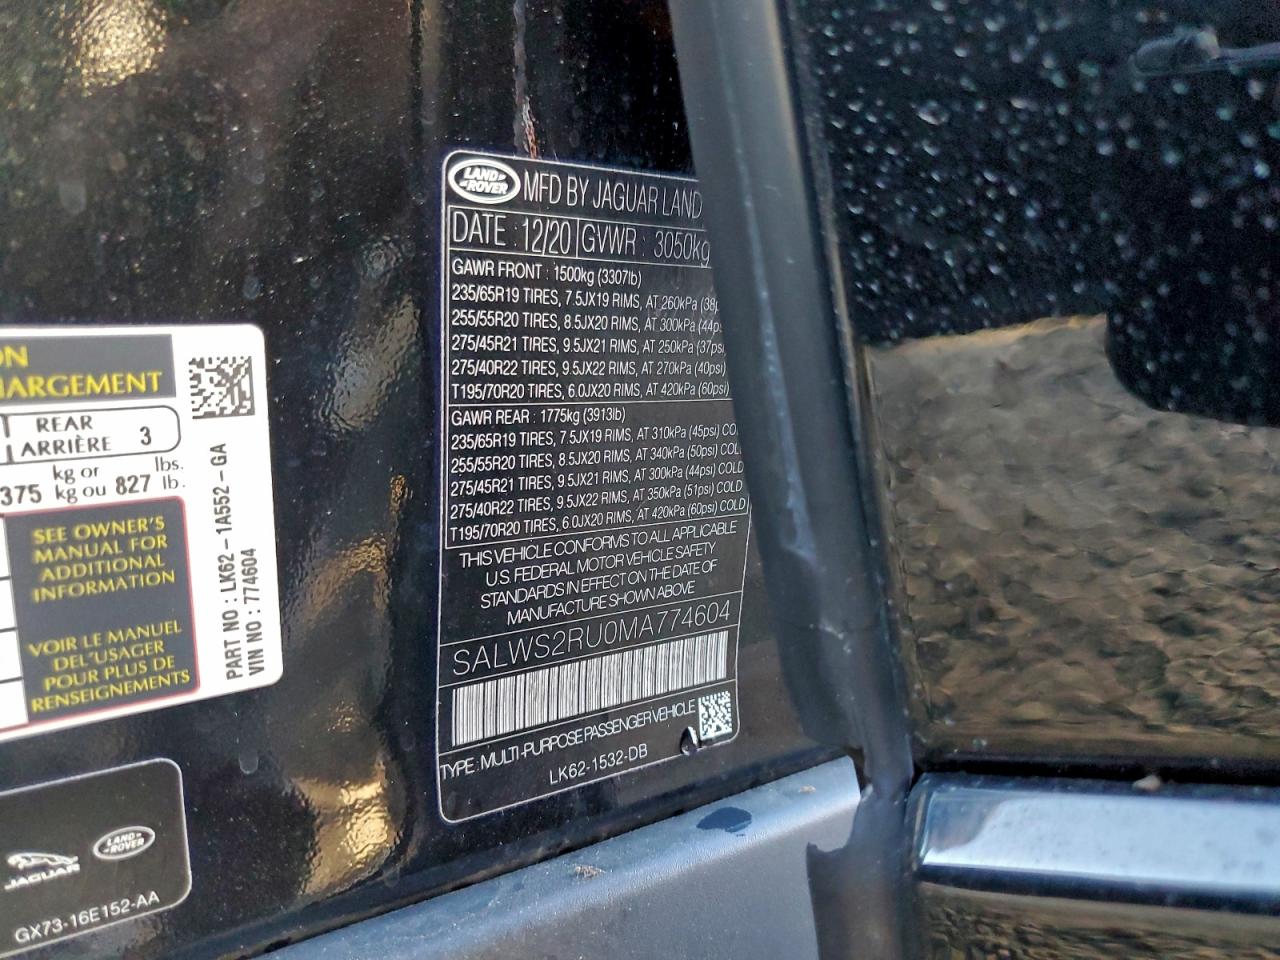 ON
HARGEMENT
REAR
ARRIÈRE 3
375 kg or
kg ou 827 lbs.
lb.
SEE OWNER'S
MANUAL FOR
ADDITIONAL
INFORMATION
VOIR LE MANUEL
DEL'USAGER
POUR PLUS DE
RENSEIGNEMENTS
PART NO : LK62-1A552-GA
VIN NO : 774604
JAGUAR
LAND
ROVER
GX73-16E152-AA
LAND
ROVER
MFD BY JAGUAR LAND
DATE : 12/20 GVWR : 3050kg
GAWR FRONT : 1500kg (3307lb)
235/65R19 TIRES, 7.5JX19 RIMS, AT 260kPa (38
255/55R20 TIRES, 8.5JX20 RIMS, AT 300kPa (44p
275/45R21 TIRES, 9.5JX21 RIMS, AT 250kPa (37psi
275/40R22 TIRES, 9.5JX22 RIMS, AT 270kPa (40psi)
T195/70R20 TIRES, 6.0JX20 RIMS, AT 420kPa (60psi)
GAWR REAR : 1775kg (3913lb)
235/65R19 TIRES, 7.5JX19 RIMS, AT 310kPa (45psi) CO
255/55R20 TIRES, 8.5JX20 RIMS, AT 340kPa (50psi) COL
275/45R21 TIRES, 9.5JX21 RIMS, AT 300kPa (44psi) COLD
275/40R22 TIRES, 9.5JX22 RIMS, AT 350kPa (51psi) COLD
T195/70R20 TIRES, 6.0JX20 RIMS, AT 420kPa (60psi) COLD
THIS VEHICLE CONFORMS TO ALL APPLICABLE
U.S. FEDERAL MOTOR VEHICLE SAFETY
STANDARDS IN EFFECT ON THE DATE OF
MANUFACTURE SHOWN ABOVE
SALWS2RU0MA774604
TYPE : MULTI-PURPOSE PASSENGER VEHICLE
LK62-1532-DB